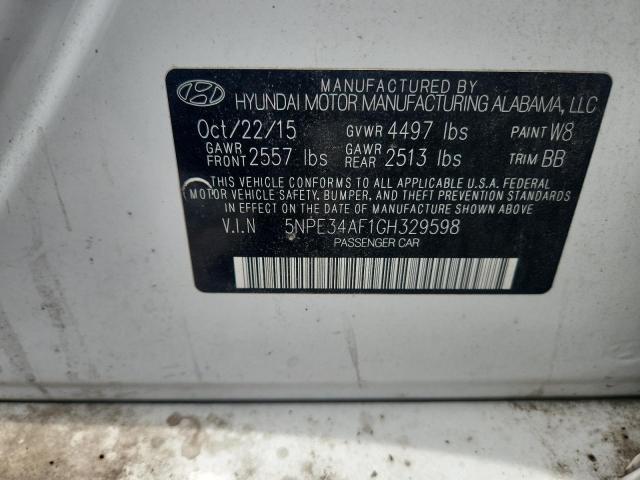 MANUFACTURED BY
HYUNDAI MOTOR MANUFACTURING ALABAMA, LLC
Oct/22/15 GVWR 4497 lbs PAINT W8
GAWR FRONT 2557 lbs GAWR REAR 2513 lbs TRIM BB
THIS VEHICLE CONFORMS TO ALL APPLICABLE U.S.A. FEDERAL
MOTOR VEHICLE SAFETY, BUMPER, AND THEFT PREVENTION STANDARDS
IN EFFECT ON THE DATE OF MANUFACTURE SHOWN ABOVE
V.I.N 5NPE34AF1GH329598
PASSENGER CAR